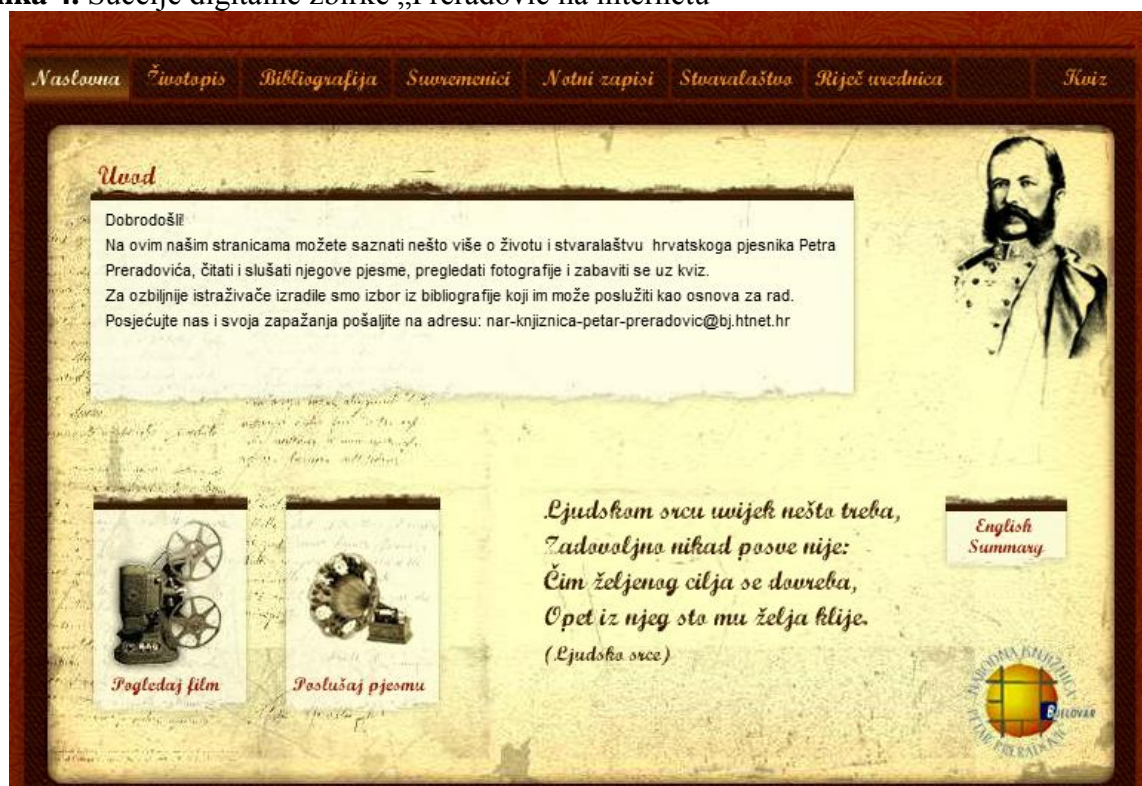 Sučelje digitalne zbirke „Preradović na internetu“
Naslovna Životopis Bibliografija Suvremenici Notni zapisi Stvaralaštvo Riječ urednica Kviz
Uvod
Dobrodošli!
Na ovim našim stranicama možete saznati nešto više o životu i stvaralaštvu hrvatskoga pjesnika Petra
Preradovića, čitati i slušati njegove pjesme, pregledati fotografije i zabaviti se uz kviz.
Za ozbiljnije istraživače izradile smo izbor iz bibliografije koji im može poslužiti kao osnova za rad.
Posjećujte nas i svoja zapažanja pošaljite na adresu: nar-knjiznica-petar-preradovic@bj.htnet.hr
Ljudskom srcu uvijek nešto treba,
Zadovoljno nikad posve nije:
Čim željenog cilja se dovreba,
Opet iz njeg sto mu želja klije.
(Ljudsko srce)
English
Summary
Pogledaj film
Poslušaj pjesmu
NARODNA KNJIŽNICA
PETAR PRERADOVIĆ
BJELOVAR